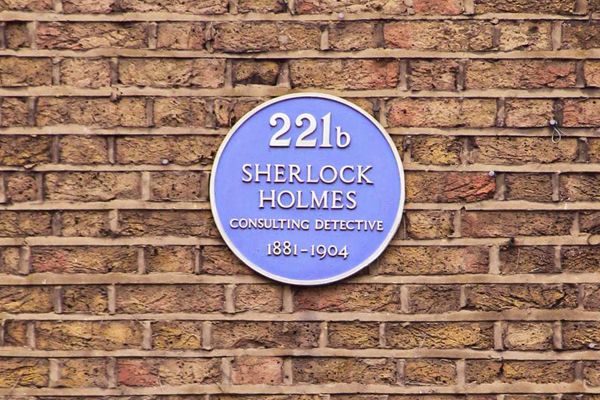 221b
SHERLOCK
HOLMES
CONSULTING DETECTIVE
1881-1904